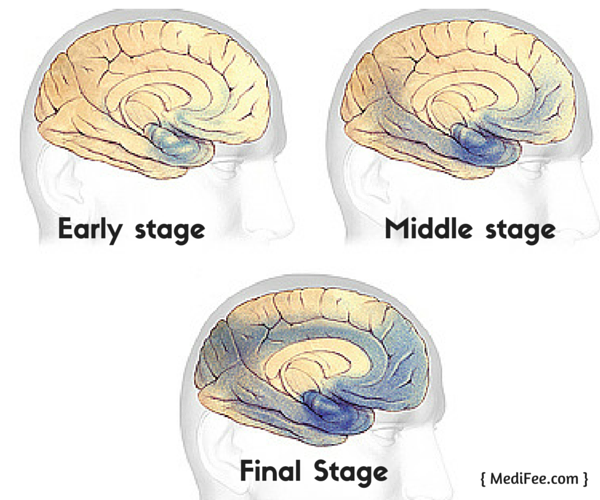 Early stage
Middle stage
Final Stage
{ MediFee.com }